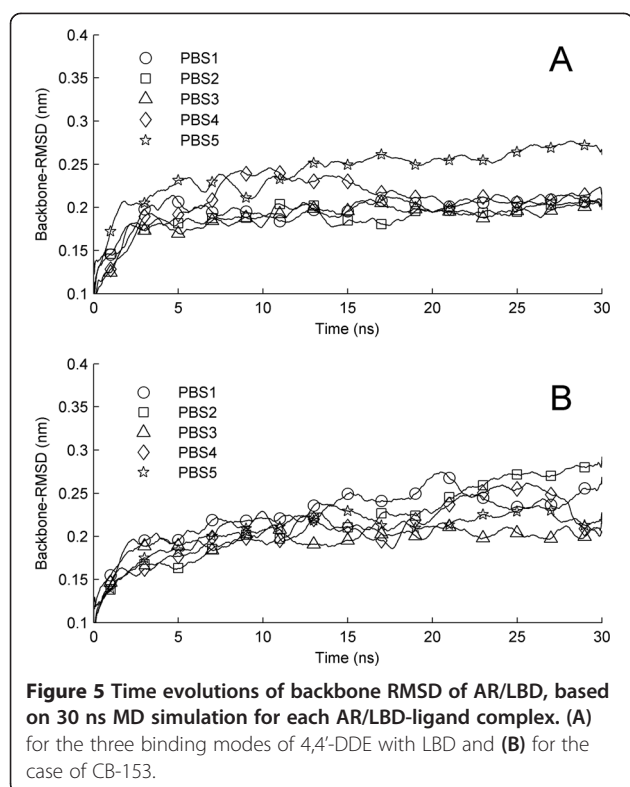 A
PBS1
PBS2
PBS3
PBS4
PBS5
Backbone-RMSD (nm)
0.4
0.35
0.3
0.25
0.2
0.15
0.1
0 5 10 15 20 25 30
Time (ns)
B
PBS1
PBS2
PBS3
PBS4
PBS5
Backbone-RMSD (nm)
0.4
0.35
0.3
0.25
0.2
0.15
0.1
0 5 10 15 20 25 30
Time (ns)
Figure 5 Time evolutions of backbone RMSD of AR/LBD, based
on 30 ns MD simulation for each AR/LBD-ligand complex. (A)
for the three binding modes of 4,4′-DDE with LBD and (B) for the
case of CB-153.